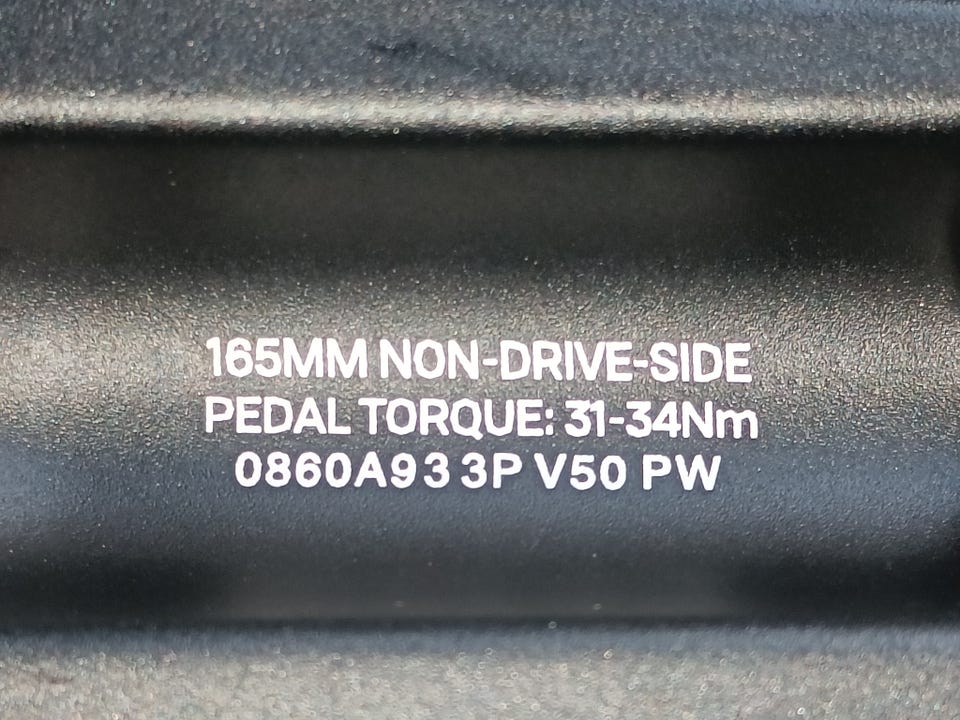 165MM NON-DRIVE-SIDE
PEDAL TORQUE: 31-34Nm
0860A93 3P V50 PW